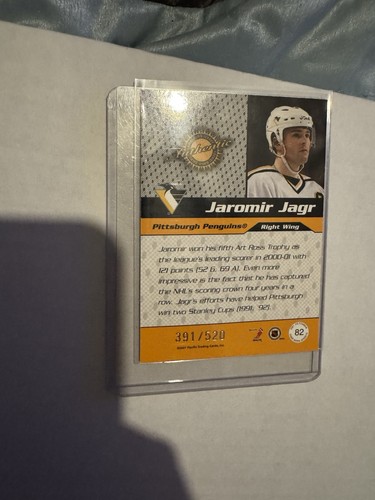 Jaromir Jagr
Pittsburgh Penguins® Right Wing
Jaromir won his fifth Art Ross Trophy as
the league's leading scorer in 2000-01 with
121 points (52 G, 69 A). Even more
impressive is the fact that he has captured
the NHL's scoring crown four years in a
row. Jagr's efforts have helped Pittsburgh
win two Stanley Cups (1991, '92).
391/520
82